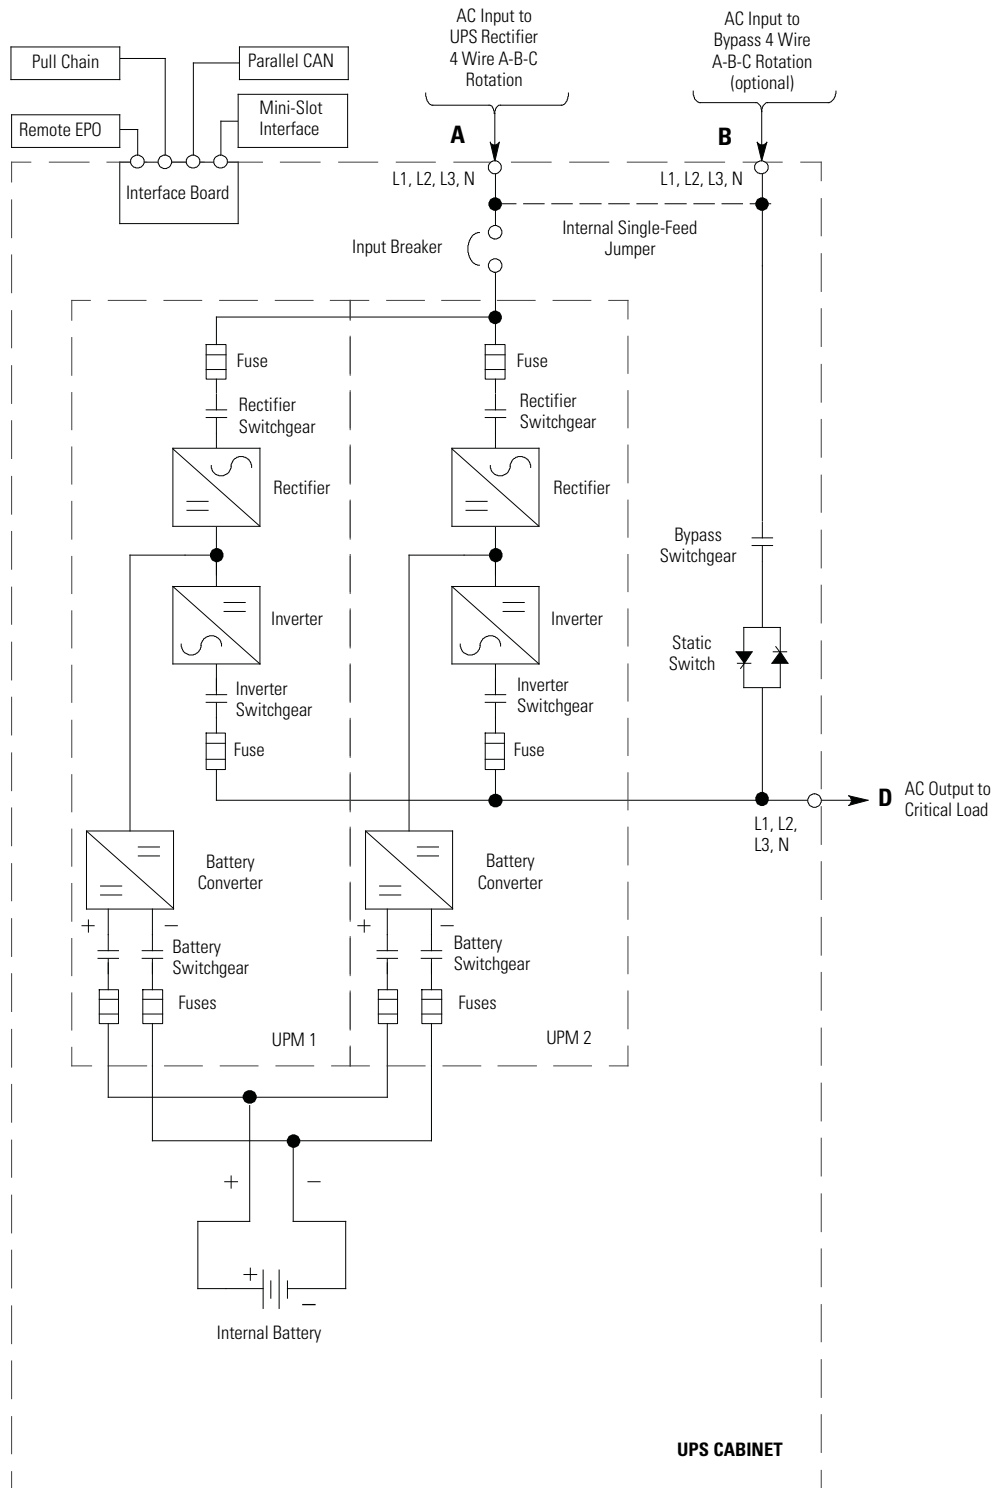 AC Input to
UPS Rectifier
4 Wire A-B-C
Rotation
AC Input to
Bypass 4 Wire
A-B-C Rotation
(optional)
Pull Chain
Parallel CAN
Remote EPO
Mini-Slot
Interface
A
B
Interface Board
L1, L2, L3, N
L1, L2, L3, N
Internal Single-Feed
Jumper
Input Breaker
Fuse
Fuse
Rectifier
Switchgear
Rectifier
Switchgear
Rectifier
Rectifier
Bypass
Switchgear
Inverter
Inverter
Static
Switch
Inverter
Switchgear
Inverter
Switchgear
Fuse
Fuse
D
AC Output to
Critical Load
L1, L2,
L3, N
Battery
Converter
Battery
Converter
+ –
+ –
Battery
Switchgear
Battery
Switchgear
Fuses
Fuses
UPM 1
UPM 2
+ –
+
–
Internal Battery
UPS CABINET